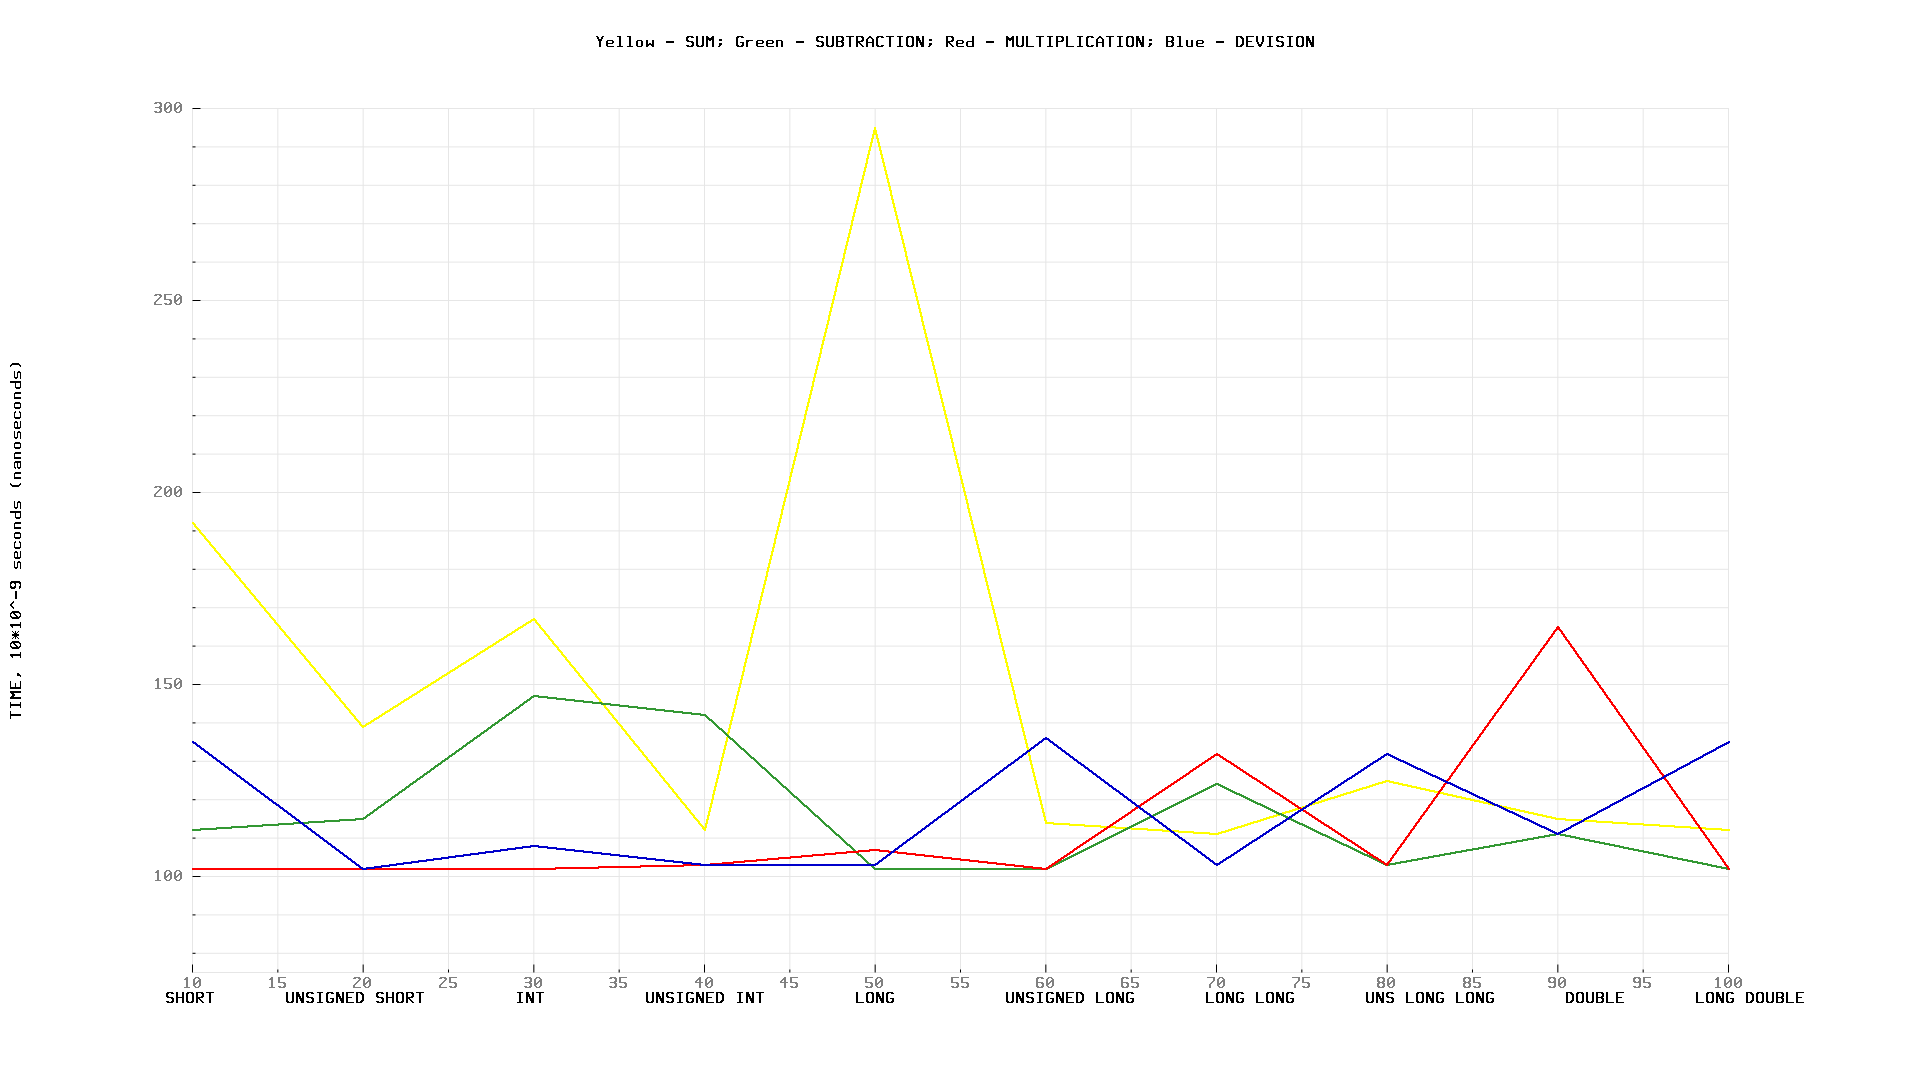 Yellow - SUM; Green - SUBTRACTION; Red - MULTIPLICATION; Blue - DEVISION
300
250
200
150
100
TIME, 10*10^-9 seconds (nanoseconds)
10 15 20 25 30 35 40 45 50 55 60 65 70 75 80 85 90 95 100
SHORT UNSIGNED SHORT INT UNSIGNED INT LONG UNSIGNED LONG LONG LONG UNS LONG LONG DOUBLE LONG DOUBLE